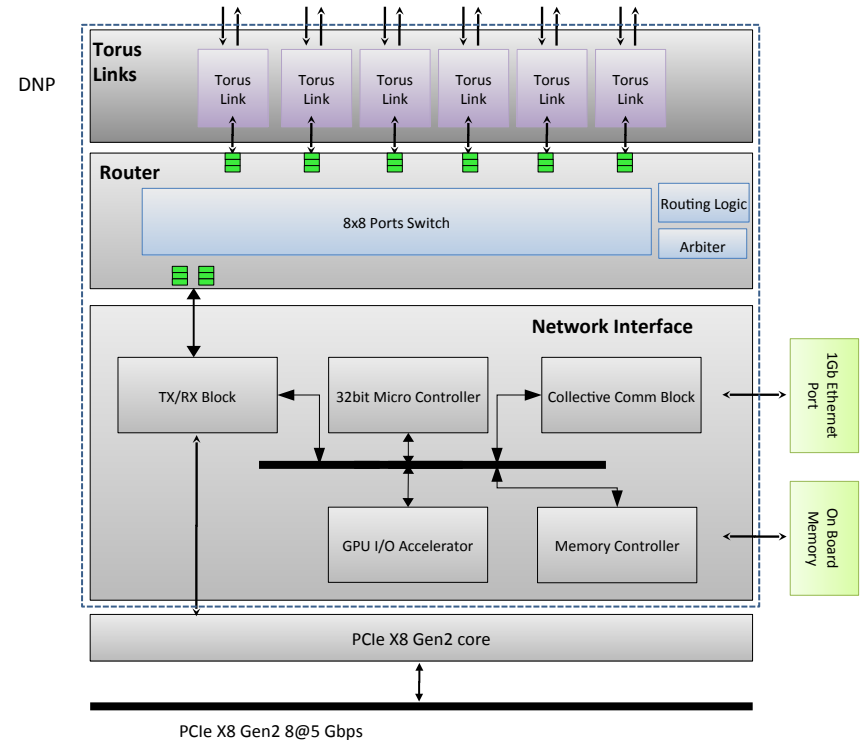 Torus
Links
DNP
Torus
Link
Torus
Link
Torus
Link
Torus
Link
Torus
Link
Torus
Link
Router
8x8 Ports Switch
Routing Logic
Arbiter
Network Interface
TX/RX Block
32bit Micro Controller
Collective Comm Block
1Gb Ethernet
Port
GPU I/O Accelerator
Memory Controller
On Board
Memory
PCIe X8 Gen2 core
PCIe X8 Gen2 8@5 Gbps